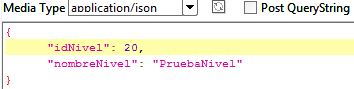 Media Type application/json Post QueryString
{
"idNivel": 20,
"nombreNivel": "PruebaNivel"
}